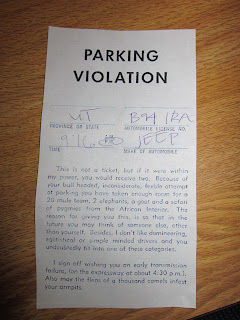 PARKING
VIOLATION
UT B94 1BA
PROVINCE OR STATE AUTOMOBILE LICENSE NO.
916 JEEP
TIME MAKE OF AUTOMOBILE
This is not a ticket, but if it were within
my power, you would receive two. Because of
your bull headed, inconsiderate, feeble attempt
at parking you have taken enough room for a
20 mule team, 2 elephants, a goat and a safari
of pygmies from the African Interior. The
reason for giving you this, is so that in the
future you may think of someone else, other
than yourself. Besides, I don't like domineering,
egotistical or simple minded drivers and you
undoubtedly fit into one of these categories.
I sign off wishing you an early transmission
failure, (on the expressway at about 4:30 p.m.).
Also may the fleas of a thousand camels infest
your armpits.